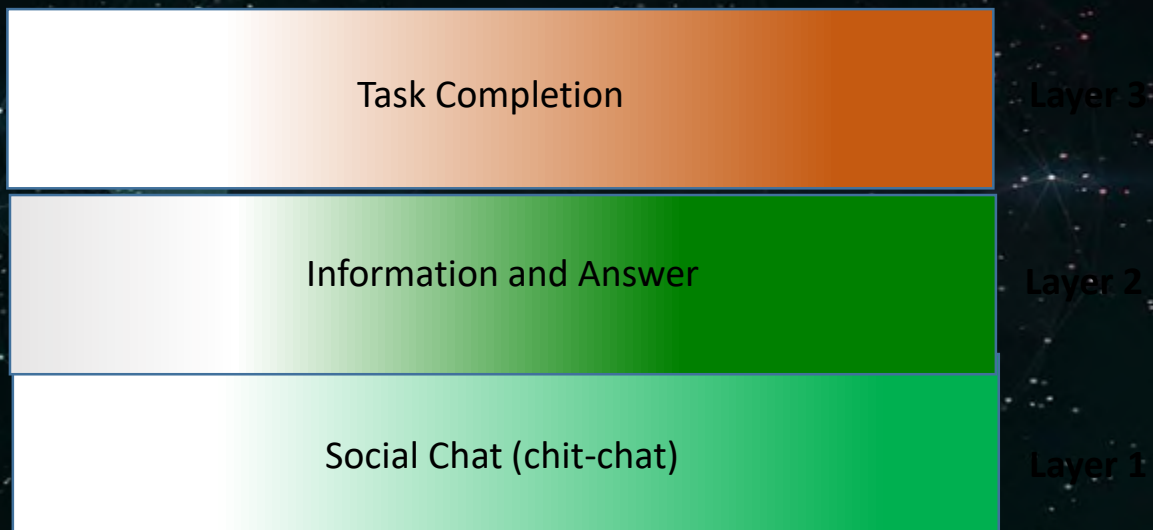 Task Completion
Layer 3
Information and Answer
Layer 2
Social Chat (chit-chat)
Layer 1